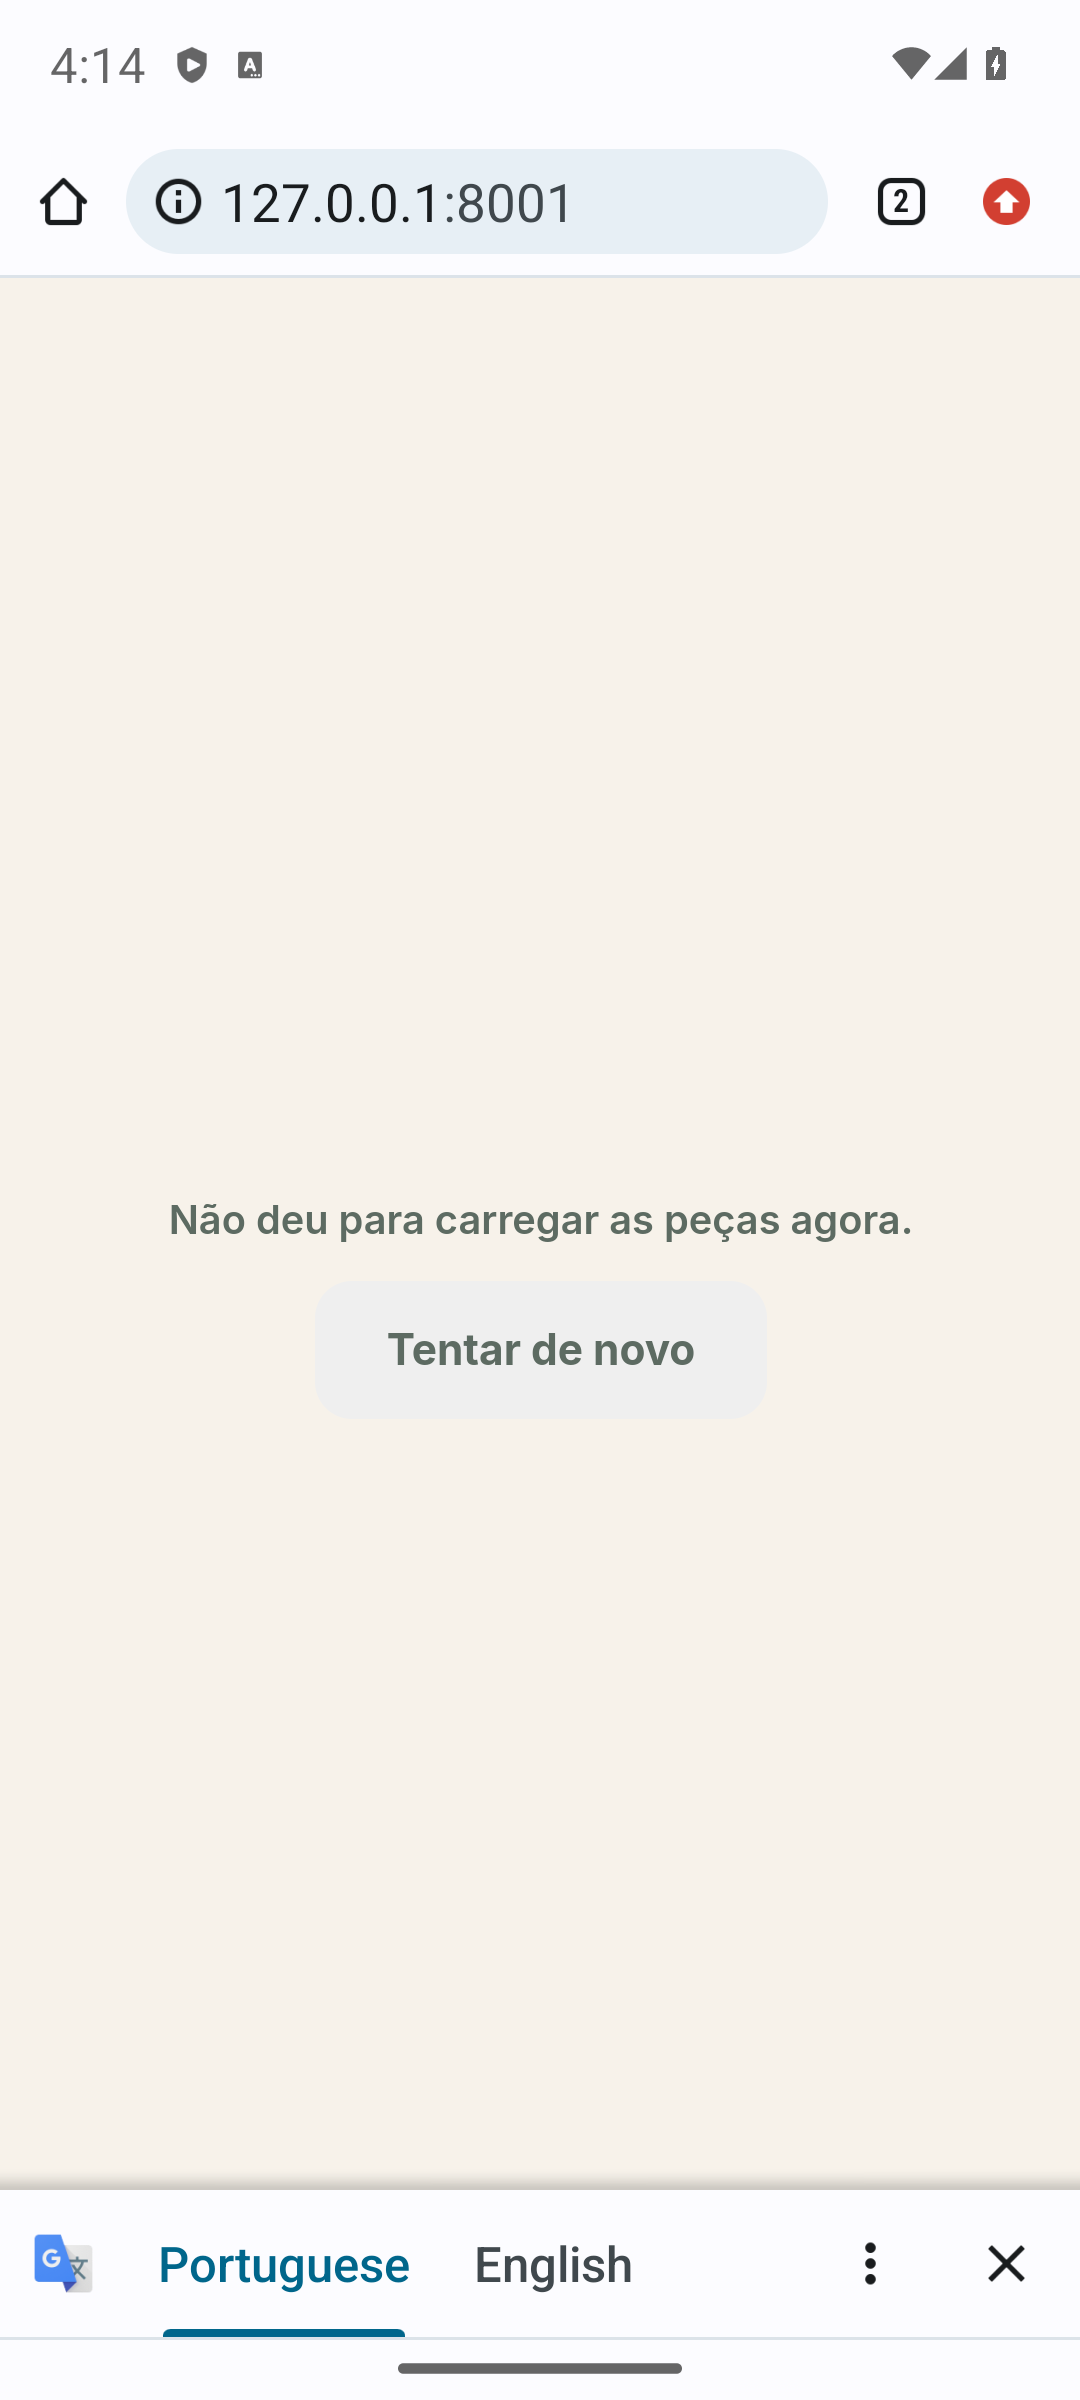 4:14
127.0.0.1:8001
2
Não deu para carregar as peças agora.
Tentar de novo
Portuguese
English